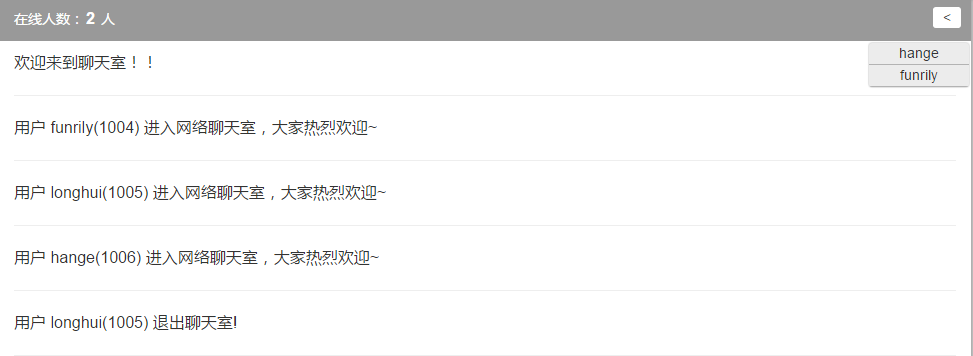 在线人数：2 人
<
hange
funrily
欢迎来到聊天室！！
用户 funrily(1004) 进入网络聊天室，大家热烈欢迎~
用户 longhui(1005) 进入网络聊天室，大家热烈欢迎~
用户 hange(1006) 进入网络聊天室，大家热烈欢迎~
用户 longhui(1005) 退出聊天室!